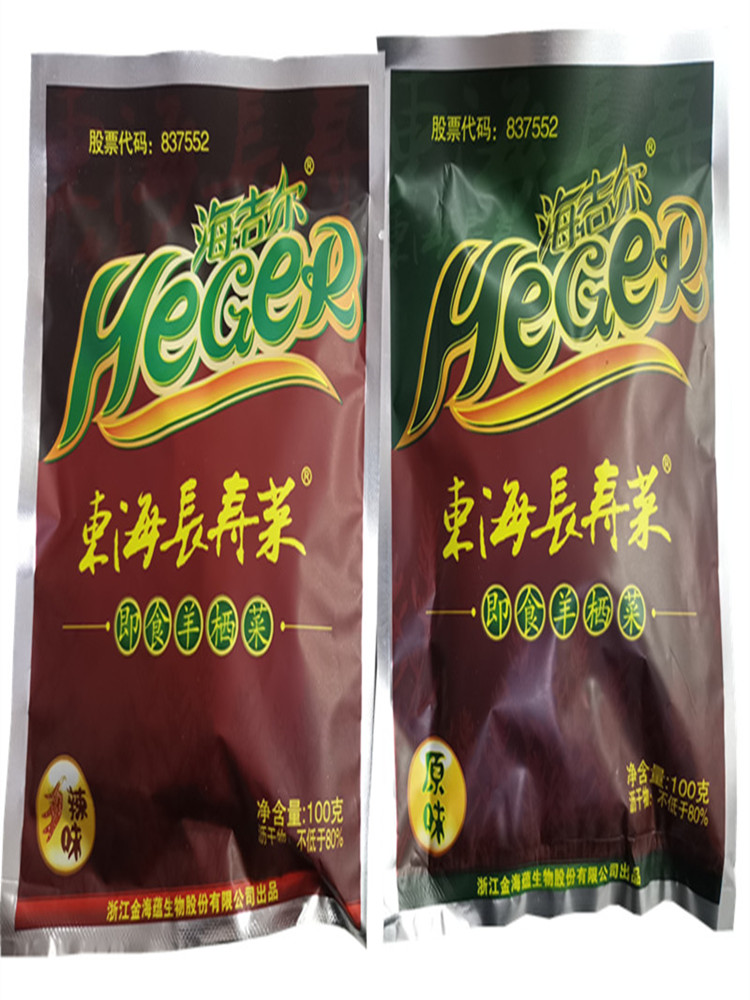 股票代码：837552
海吉尔®
HeGeR
東海長寿菜®
即食羊栖菜
辣味
净含量：100克
沥干物：不低于80%
浙江金海蕴生物股份有限公司出品
股票代码：837552
海吉尔®
HeGeR
東海長寿菜®
即食羊栖菜
原味
净含量：100克
沥干物：不低于80%
浙江金海蕴生物股份有限公司出品